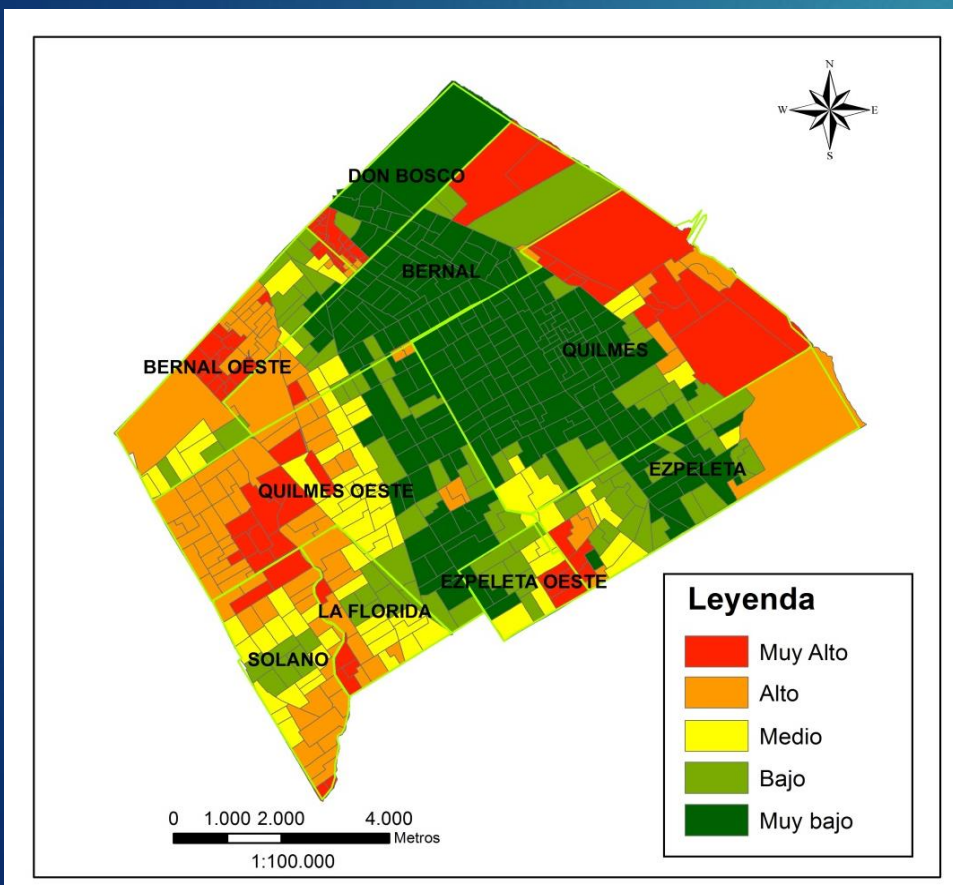 N
W E
S
DON BOSCO
BERNAL
QUILMES
BERNAL OESTE
EZPELETA
QUILMES OESTE
EZPELETA OESTE
LA FLORIDA
SOLANO
Leyenda
Muy Alto
Alto
Medio
Bajo
Muy bajo
0 1.000 2.000 4.000
Metros
1:100.000